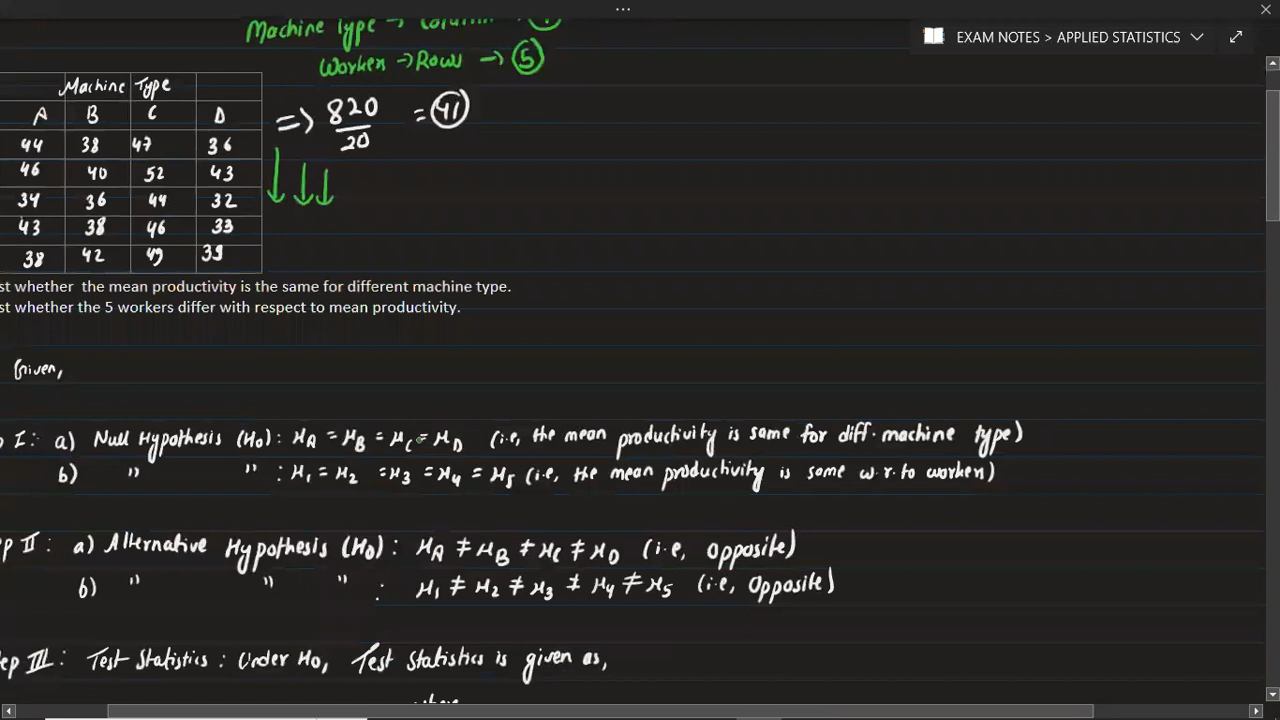 ...
EXAM NOTES > APPLIED STATISTICS
Machine Type → Column →
Worker → Row → 5
Machine Type
A B C D => 820/20 = 41
44 38 47 36
46 40 52 43
34 36 44 32
43 38 46 33
38 42 49 39
st whether the mean productivity is the same for different machine type.
st whether the 5 workers differ with respect to mean productivity.
Given,
p I: a) Null Hypothesis (H0): μA = μB = μC = μD (i.e, the mean productivity is same for diff. machine type)
b) " " : μ1 = μ2 = μ3 = μ4 = μ5 (i.e, the mean productivity is same w.r.to worker)
ep II: a) Alternative Hypothesis (H0): μA ≠ μB ≠ μC ≠ μD (i.e, opposite)
b) " " " : μ1 ≠ μ2 ≠ μ3 ≠ μ4 ≠ μ5 (i.e, opposite)
tep III: Test Statistics: Under H0, Test Statistics is given as,
where